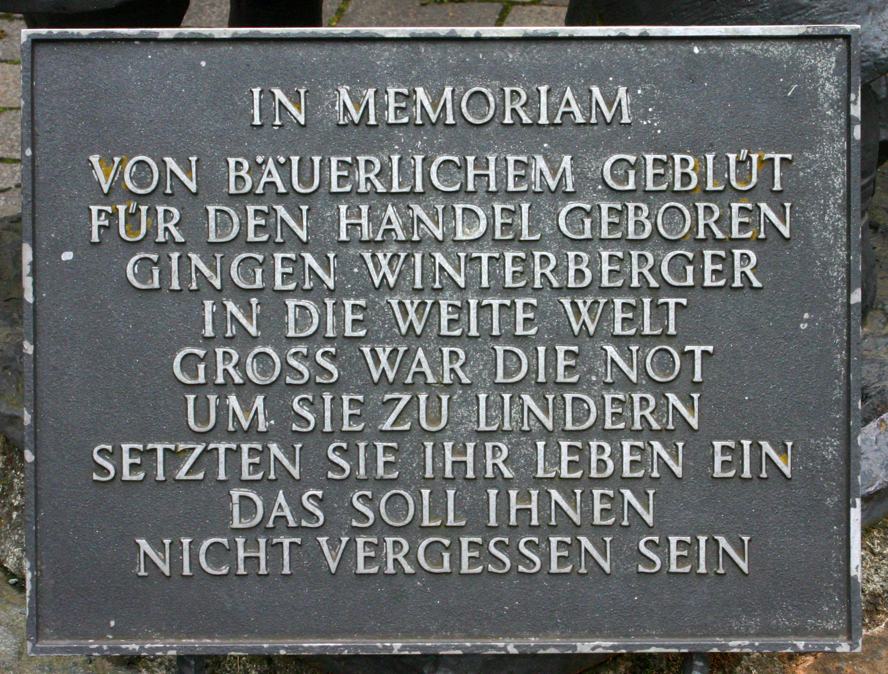 IN MEMORIAM
VON BÄUERLICHEM GEBLÜT
FÜR DEN HANDEL GEBOREN
GINGEN WINTERBERGER
IN DIE WEITE WELT
GROSS WAR DIE NOT
UM SIE ZU LINDERN
SETZTEN SIE IHR LEBEN EIN
DAS SOLL IHNEN
NICHT VERGESSEN SEIN